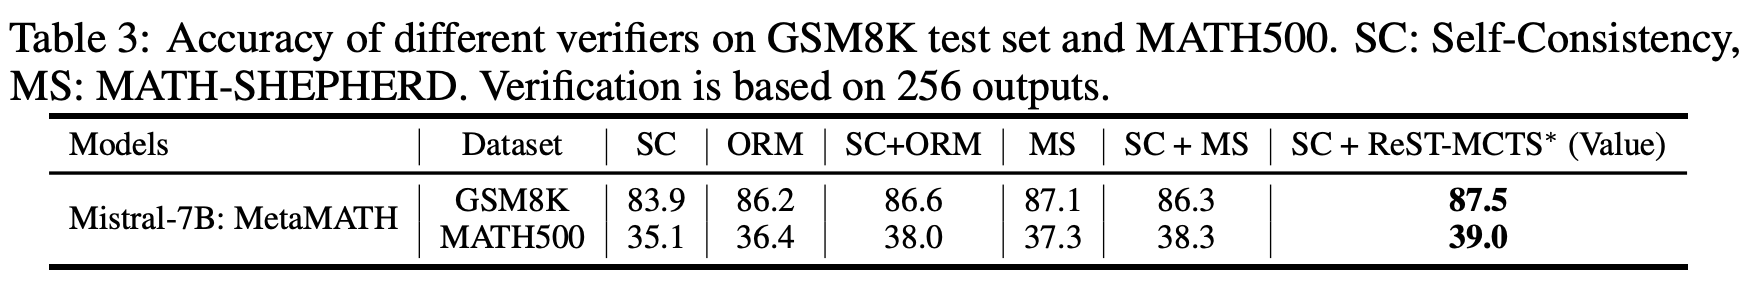 Table 3: Accuracy of different verifiers on GSM8K test set and MATH500. SC: Self-Consistency,
MS: MATH-SHEPHERD. Verification is based on 256 outputs.
Models Dataset SC ORM SC+ORM MS SC + MS SC + ReST-MCTS* (Value)
Mistral-7B: MetaMATH GSM8K 83.9 86.2 86.6 87.1 86.3 87.5
MATH500 35.1 36.4 38.0 37.3 38.3 39.0